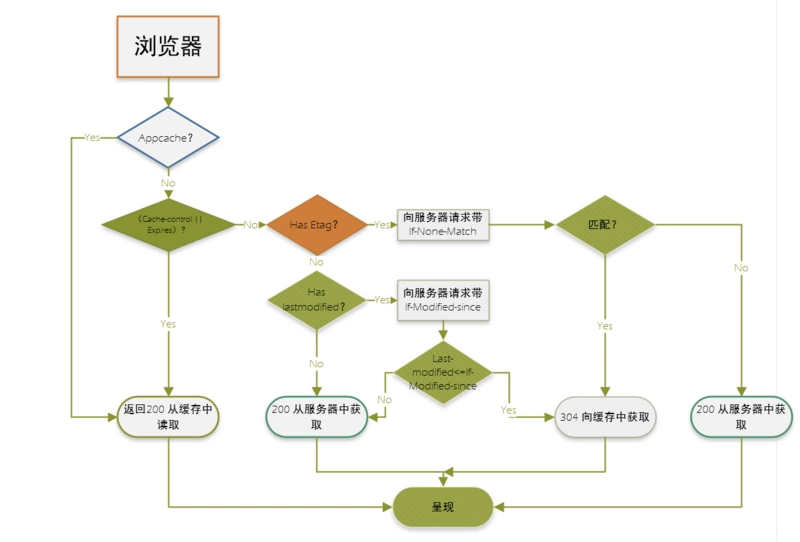 浏览器
Appcache?
Yes
No
（Cache-control ||
Expires）?
No
Has Etag?
Yes
向服务器请求带
If-None-Match
匹配?
No
No
Has
lastmodified?
Yes
向服务器请求带
If-Modified-since
Yes
Yes
No
Last-
modified<=If-
Modified-since
No
Yes
返回200 从缓存中
读取
200 从服务器中获
取
304 向缓存中获取
200 从服务器中获
取
呈现